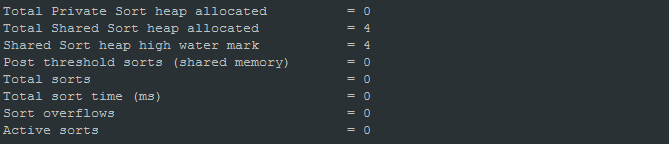 Total Private Sort heap allocated = 0
Total Shared Sort heap allocated = 4
Shared Sort heap high water mark = 4
Post threshold sorts (shared memory) = 0
Total sorts = 0
Total sort time (ms) = 0
Sort overflows = 0
Active sorts = 0